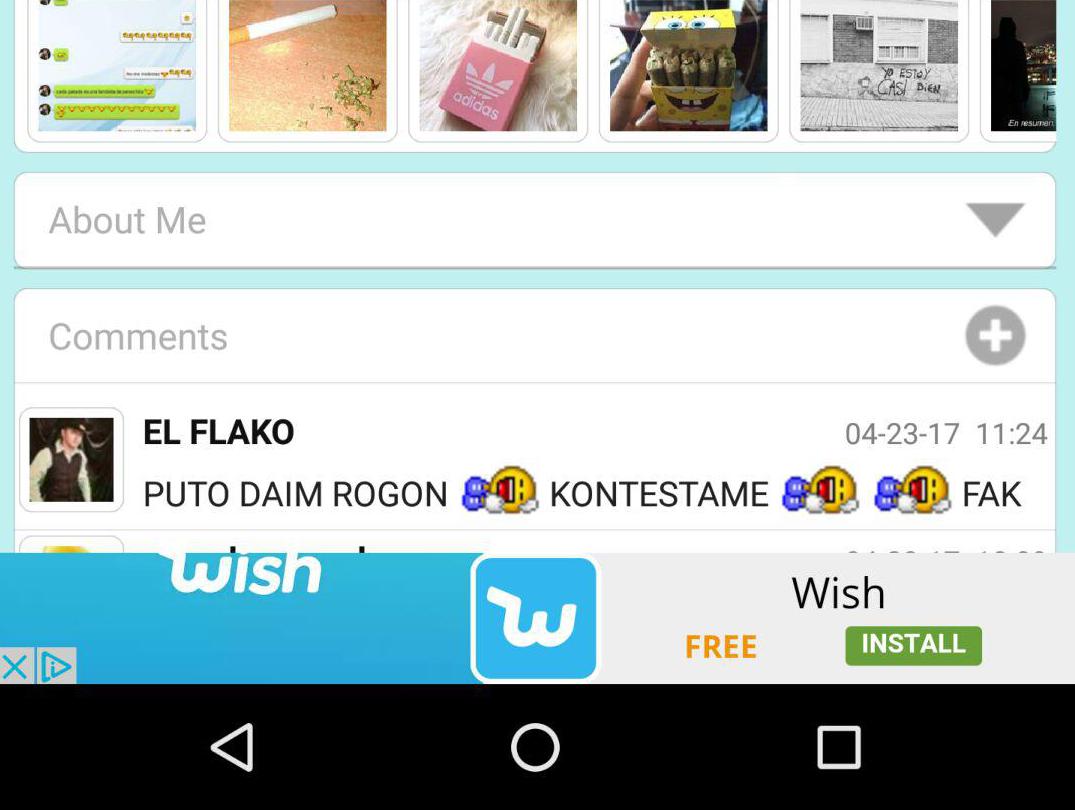 adidas
YO ESTOY
CASI BIEN
En resumen
About Me
Comments
EL FLAKO
04-23-17 11:24
PUTO DAIM ROGON KONTESTAME FAK
wish
Wish
FREE
INSTALL